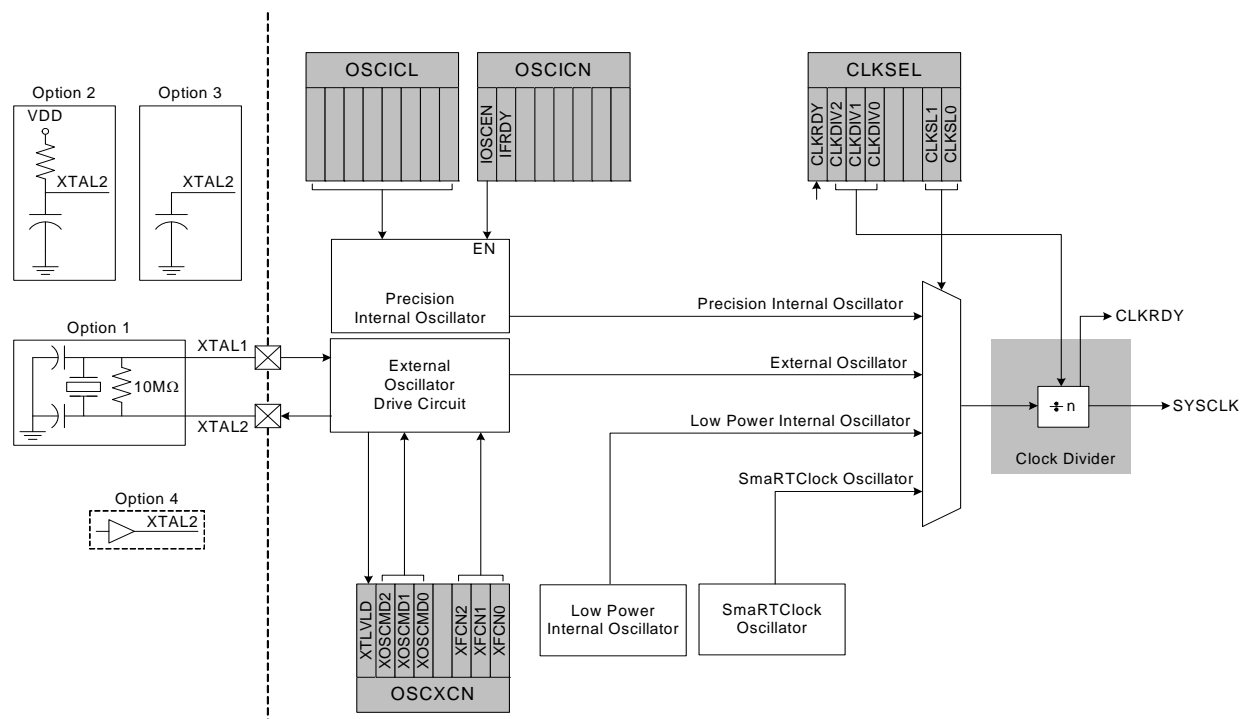 OSCICL
OSCICN
CLKSEL
IOSCEN
IFRDY
CLKRDY
CLKDIV2
CLKDIV1
CLKDIV0
CLKSL1
CLKSL0
Option 2
VDD
XTAL2
Option 3
XTAL2
EN
Precision
Internal Oscillator
Precision Internal Oscillator
CLKRDY
Option 1
XTAL1
10MΩ
XTAL2
External
Oscillator
Drive Circuit
External Oscillator
Low Power Internal Oscillator
SmaRTClock Oscillator
÷ n
SYSCLK
Clock Divider
Option 4
XTAL2
XTLVLD
XOSCMD2
XOSCMD1
XOSCMD0
XFCN2
XFCN1
XFCN0
OSCXCN
Low Power
Internal Oscillator
SmaRTClock
Oscillator